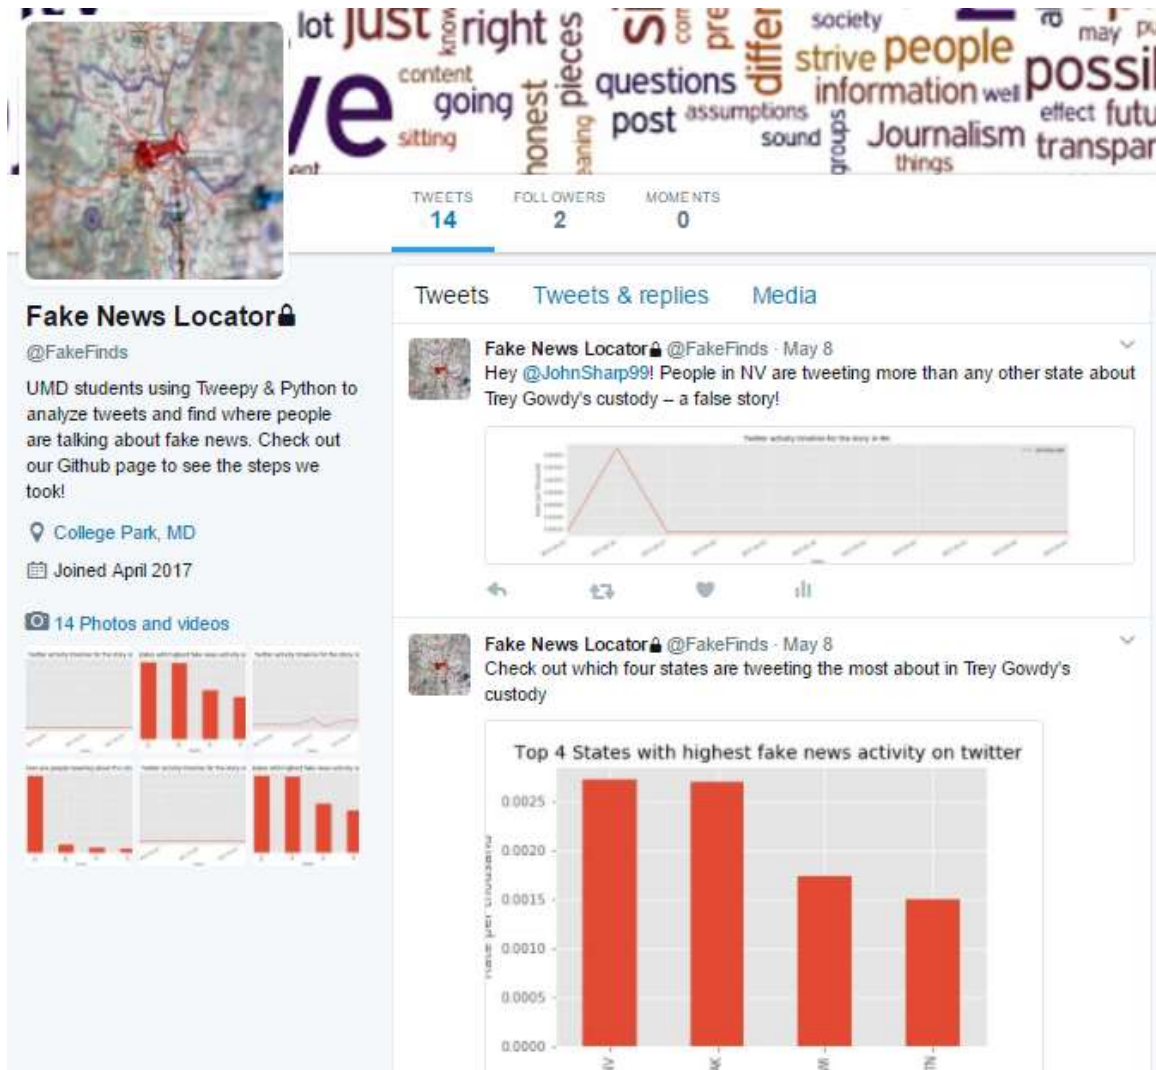 lot just know right pieces
content
going
sitting
ve
honest
questions
post
assumptions
differ
society
strive people
information well
sound
groups
Journalism
things
may
possil
effect futu
transpar
TWEETS FOLLOWERS MOMENTS
14 2 0
Tweets Tweets & replies Media
Fake News Locator
@FakeFinds
UMD students using Tweepy & Python to
analyze tweets and find where people
are talking about fake news. Check out
our Github page to see the steps we
took!
College Park, MD
Joined April 2017
14 Photos and videos
Fake News Locator @FakeFinds · May 8
Hey @JohnSharp99! People in NV are tweeting more than any other state about
Trey Gowdy's custody – a false story!
Fake News Locator @FakeFinds · May 8
Check out which four states are tweeting the most about in Trey Gowdy's
custody
Top 4 States with highest fake news activity on twitter
0.0025
0.0020
0.0015
0.0010
0.0005
0.0000